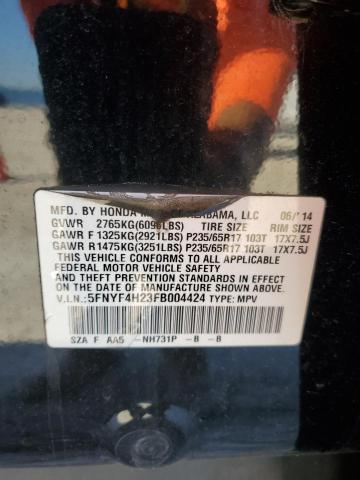 MFD. BY HONDA M ALABAMA, LLC 06/'14
GVWR 2765KG(6096LBS) TIRE SIZE RIM SIZE
GAWR F 1325KG(2921LBS) P235/65R17 103T 17X7.5J
GAWR R1475KG(3251LBS) P235/65R17 103T 17X7.5J
THIS VEHICLE CONFORMS TO ALL APPLICABLE
FEDERAL MOTOR VEHICLE SAFETY AND
THEFT PREVENTION STANDARDS IN EFFECT
ON THE DATE OF MANUFACTURE SHOWN ABOVE.
V.I.N.:5FNYF4H23FB004424 TYPE: MPV
SZA F AA5 -NH731P -B -B